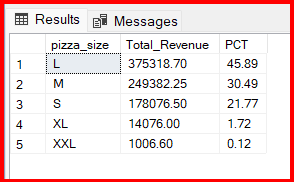 Results Messages
pizza_size Total_Revenue PCT
1 L 375318.70 45.89
2 M 249382.25 30.49
3 S 178076.50 21.77
4 XL 14076.00 1.72
5 XXL 1006.60 0.12